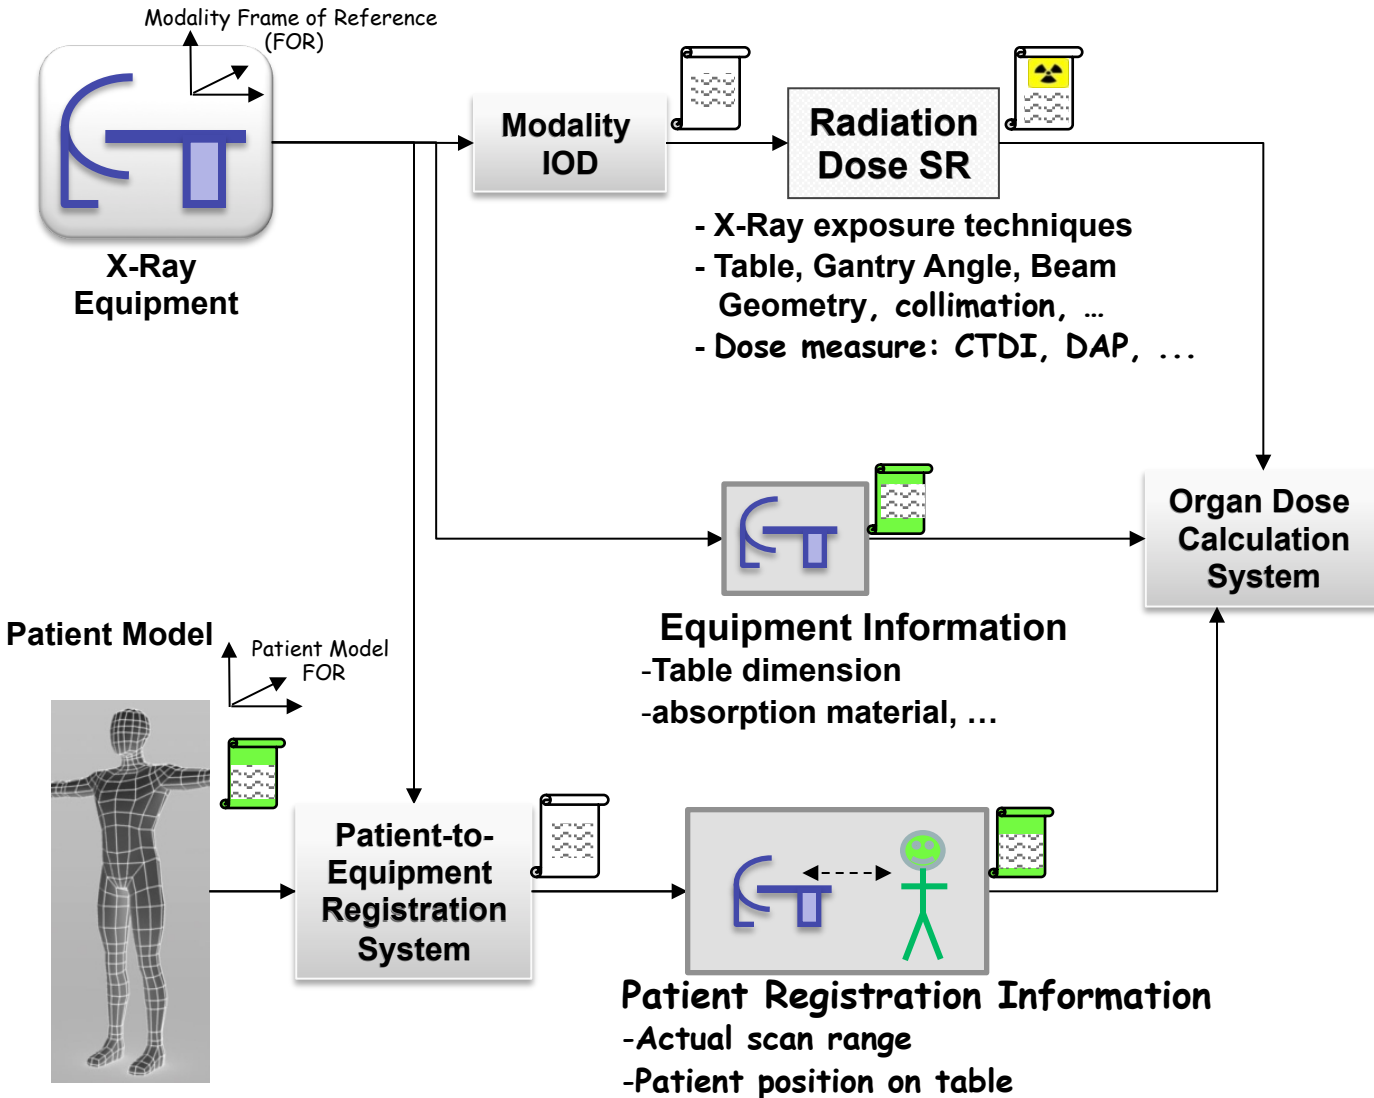 Modality Frame of Reference
(FOR)
X-Ray
Equipment
Modality
IOD
Radiation
Dose SR
- X-Ray exposure techniques
- Table, Gantry Angle, Beam
Geometry, collimation, …
- Dose measure: CTDI, DAP, ...
Organ Dose
Calculation
System
Equipment Information
-Table dimension
-absorption material, …
Patient Model
Patient Model
FOR
Patient-to-
Equipment
Registration
System
Patient Registration Information
-Actual scan range
-Patient position on table